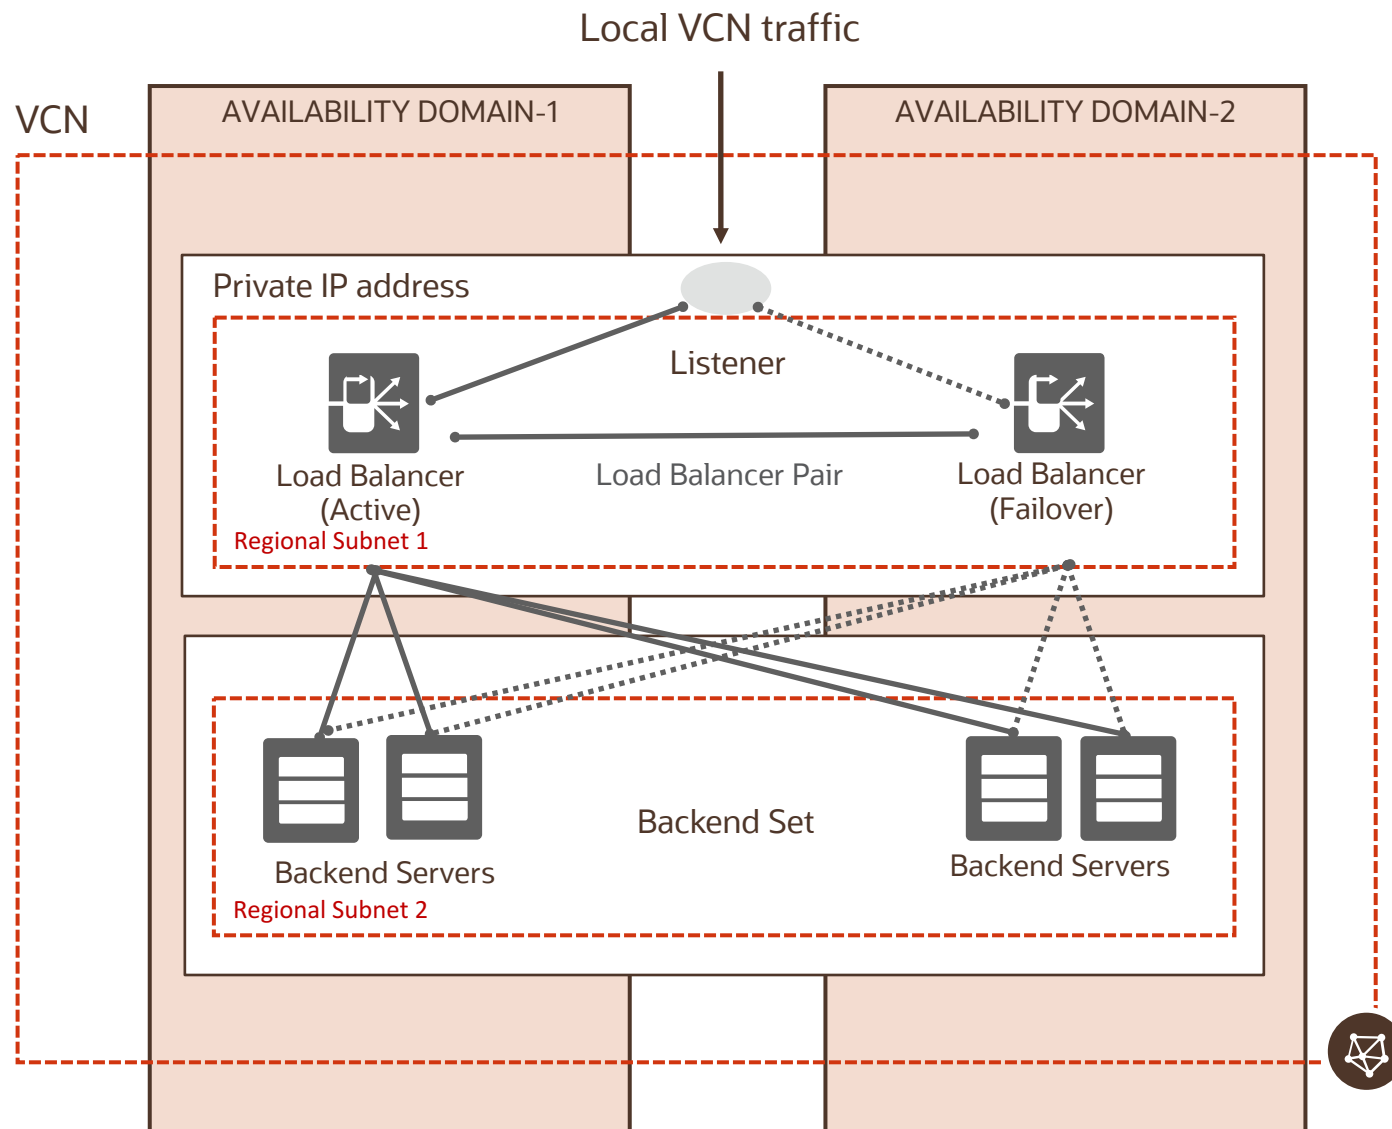 Local VCN traffic
VCN
AVAILABILITY DOMAIN-1
AVAILABILITY DOMAIN-2
Private IP address
Listener
Load Balancer
(Active)
Load Balancer Pair
Load Balancer
(Failover)
Regional Subnet 1
Backend Set
Backend Servers
Backend Servers
Regional Subnet 2